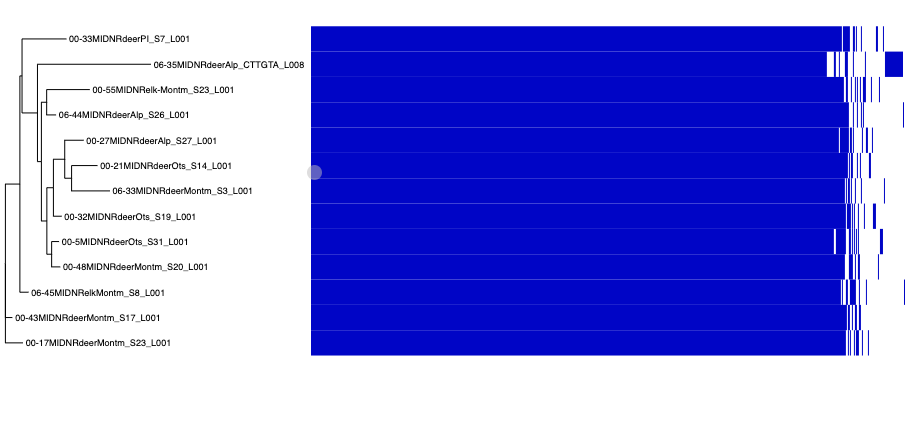 00-33MIDNRdeerPI_S7_L001
06-35MIDNRdeerAlp_CTTGTA_L008
00-55MIDNRelk-Montm_S23_L001
06-44MIDNRdeerAlp_S26_L001
00-27MIDNRdeerAlp_S27_L001
00-21MIDNRdeerOts_S14_L001
06-33MIDNRdeerMontm_S3_L001
00-32MIDNRdeerOts_S19_L001
00-5MIDNRdeerOts_S31_L001
00-48MIDNRdeerMontm_S20_L001
06-45MIDNRelkMontm_S8_L001
00-43MIDNRdeerMontm_S17_L001
00-17MIDNRdeerMontm_S23_L001